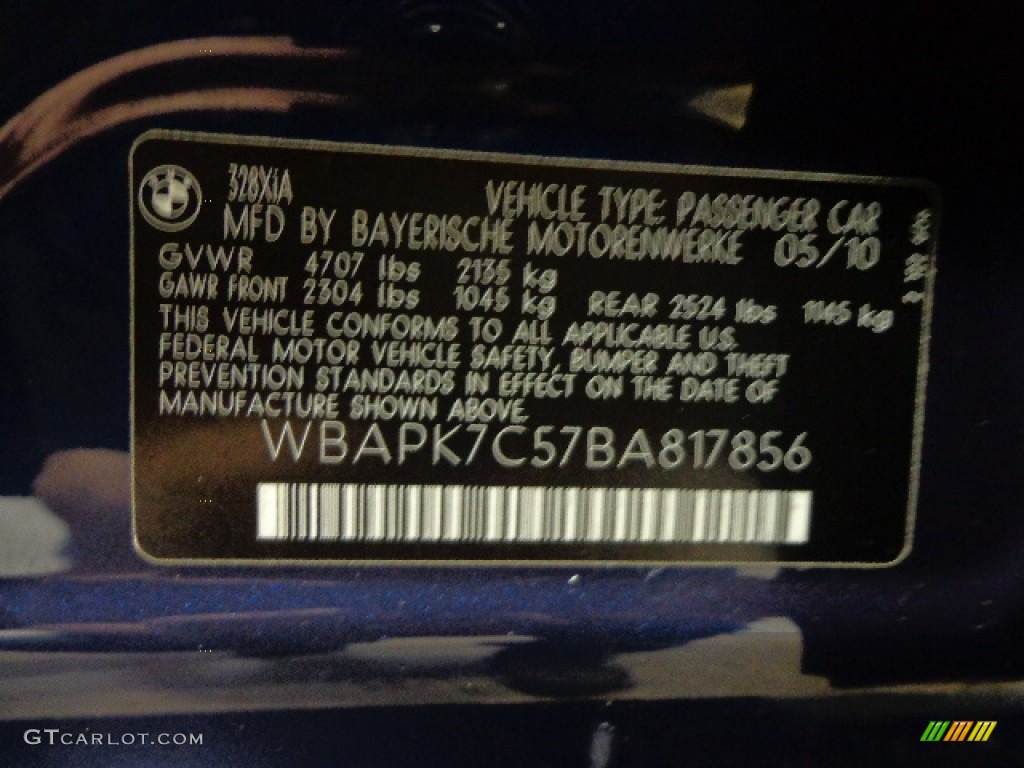 328XiA VEHICLE TYPE: PASSENGER CAR
MFD BY BAYERISCHE MOTORENWERKE 05/10
GVWR 4707 lbs 2135 kg
GAWR FRONT 2304 lbs 1045 kg REAR 2524 lbs 1145 kg
THIS VEHICLE CONFORMS TO ALL APPLICABLE U.S.
FEDERAL MOTOR VEHICLE SAFETY, BUMPER AND THEFT
PREVENTION STANDARDS IN EFFECT ON THE DATE OF
MANUFACTURE SHOWN ABOVE.
WBAPK7C57BA817856
GTCARLOT.COM